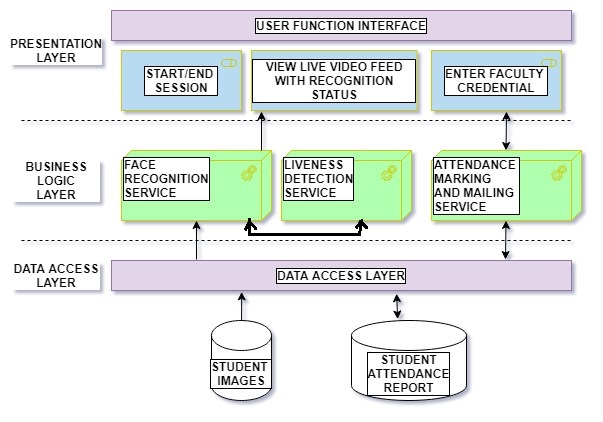 USER FUNCTION INTERFACE
PRESENTATION
LAYER
START/END
SESSION
VIEW LIVE VIDEO FEED
WITH RECOGNITION
STATUS
ENTER FACULTY
CREDENTIAL
BUSINESS
LOGIC
LAYER
FACE
RECOGNITION
SERVICE
LIVENESS
DETECTION
SERVICE
ATTENDANCE
MARKING
AND MAILING
SERVICE
DATA ACCESS
LAYER
DATA ACCESS LAYER
STUDENT
IMAGES
STUDENT
ATTENDANCE
REPORT